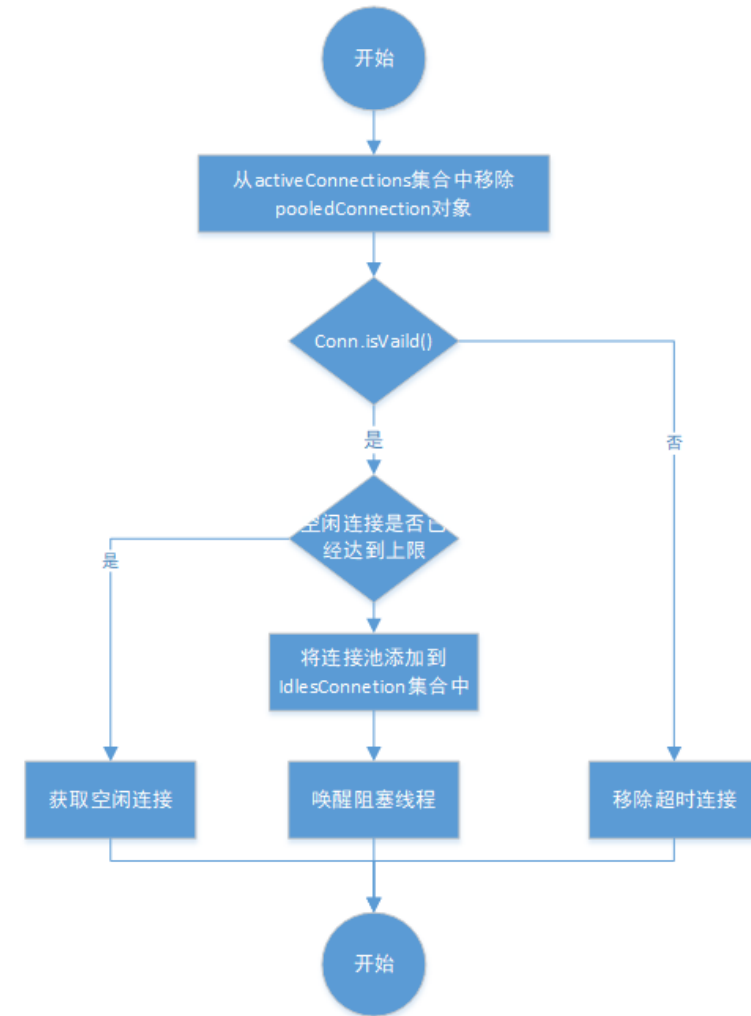 开始
从activeConnections集合中移除
pooledConnection对象
Conn.isVaild()
是
否
空闲连接是否已
经达到上限
是
将连接池添加到
IdlesConnetion集合中
获取空闲连接
唤醒阻塞线程
移除超时连接
开始